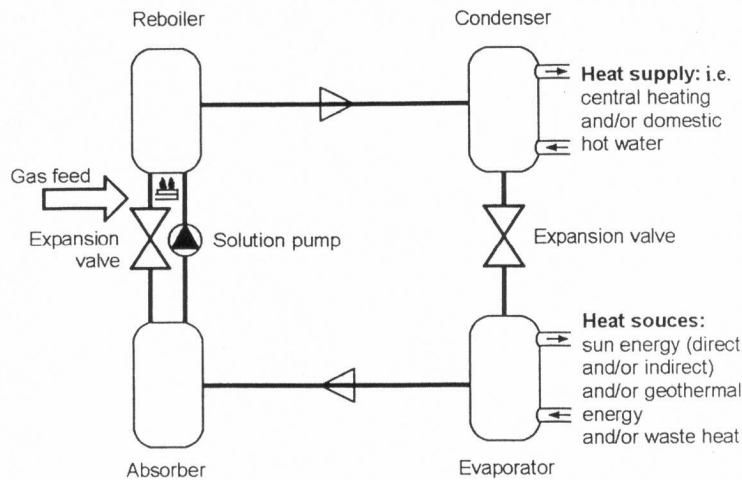 Reboiler
Condenser
Heat supply: i.e.
central heating
and/or domestic
hot water
Gas feed
Expansion
valve
Solution pump
Expansion valve
Heat souces:
sun energy (direct
and/or indirect)
and/or geothermal
energy
and/or waste heat
Absorber
Evaporator